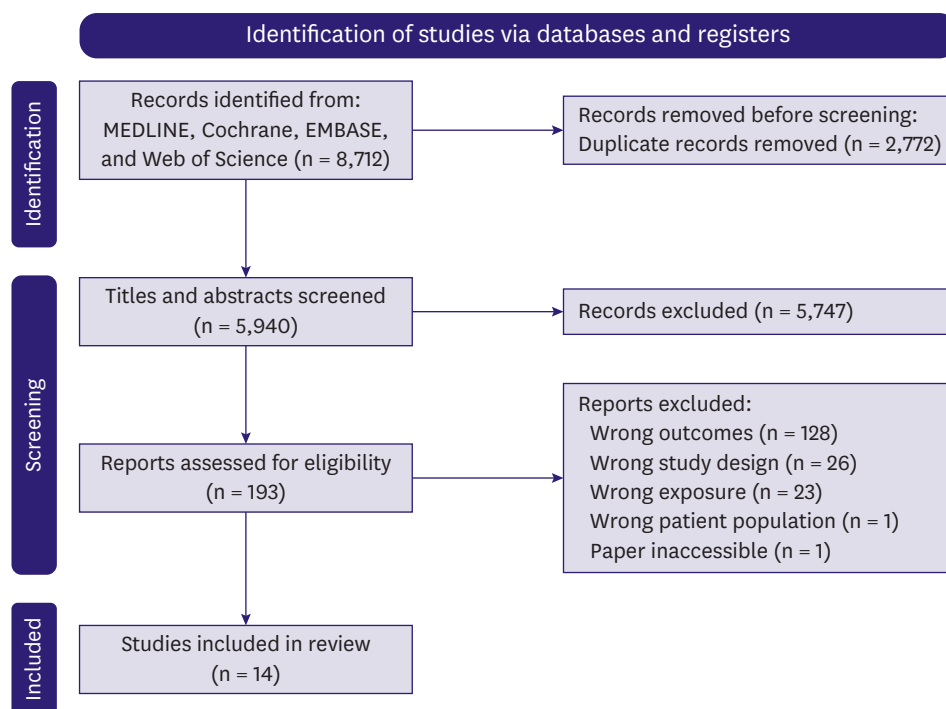 Identification of studies via databases and registers
Identification
Records identified from:
MEDLINE, Cochrane, EMBASE,
and Web of Science (n = 8,712)
Records removed before screening:
Duplicate records removed (n = 2,772)
Screening
Titles and abstracts screened
(n = 5,940)
Records excluded (n = 5,747)
Reports assessed for eligibility
(n = 193)
Reports excluded:
Wrong outcomes (n = 128)
Wrong study design (n = 26)
Wrong exposure (n = 23)
Wrong patient population (n = 1)
Paper inaccessible (n = 1)
Included
Studies included in review
(n = 14)